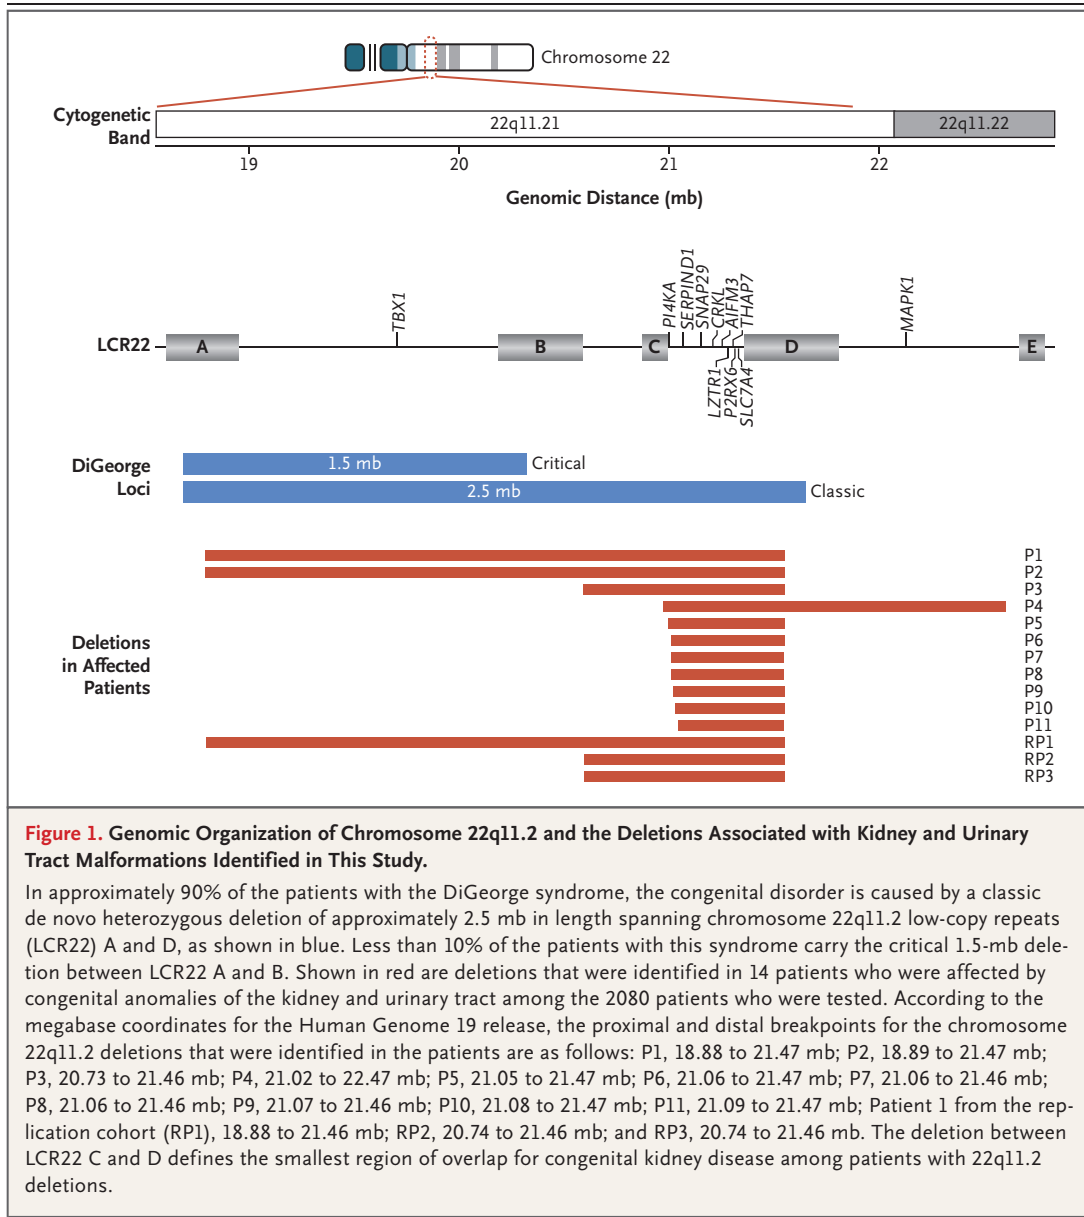 Chromosome 22
Cytogenetic
Band
22q11.21
22q11.22
19
20
21
22
Genomic Distance (mb)
TBX1
PI4KA
SERPIND1
SNAP29
CRKL
AIFM3
THAP7
MAPK1
LCR22
A
B
C
D
E
LZTR1
P2RX6
SLC7A4
DiGeorge
Loci
1.5 mb
Critical
2.5 mb
Classic
Deletions
in Affected
Patients
P1
P2
P3
P4
P5
P6
P7
P8
P9
P10
P11
RP1
RP2
RP3
Figure 1. Genomic Organization of Chromosome 22q11.2 and the Deletions Associated with Kidney and Urinary
Tract Malformations Identified in This Study.
In approximately 90% of the patients with the DiGeorge syndrome, the congenital disorder is caused by a classic
de novo heterozygous deletion of approximately 2.5 mb in length spanning chromosome 22q11.2 low-copy repeats
(LCR22) A and D, as shown in blue. Less than 10% of the patients with this syndrome carry the critical 1.5-mb dele-
tion between LCR22 A and B. Shown in red are deletions that were identified in 14 patients who were affected by
congenital anomalies of the kidney and urinary tract among the 2080 patients who were tested. According to the
megabase coordinates for the Human Genome 19 release, the proximal and distal breakpoints for the chromosome
22q11.2 deletions that were identified in the patients are as follows: P1, 18.88 to 21.47 mb; P2, 18.89 to 21.47 mb;
P3, 20.73 to 21.46 mb; P4, 21.02 to 22.47 mb; P5, 21.05 to 21.47 mb; P6, 21.06 to 21.47 mb; P7, 21.06 to 21.46 mb;
P8, 21.06 to 21.46 mb; P9, 21.07 to 21.46 mb; P10, 21.08 to 21.47 mb; P11, 21.09 to 21.47 mb; Patient 1 from the rep-
lication cohort (RP1), 18.88 to 21.46 mb; RP2, 20.74 to 21.46 mb; and RP3, 20.74 to 21.46 mb. The deletion between
LCR22 C and D defines the smallest region of overlap for congenital kidney disease among patients with 22q11.2
deletions.